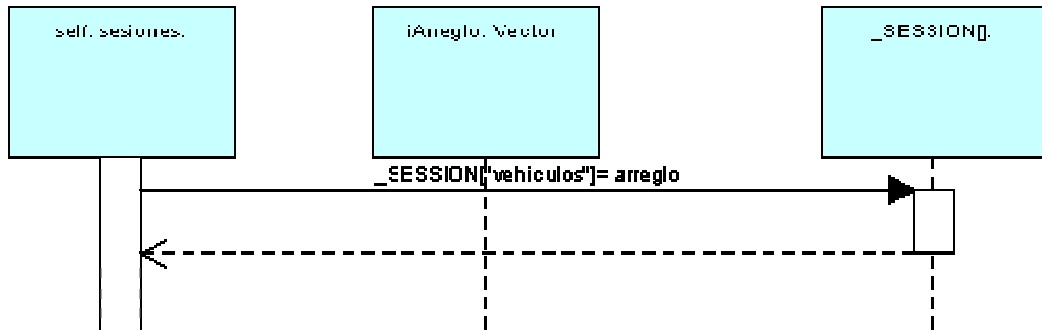 self: sesiones.
iArreglo: Vector
_SESSION[].
_SESSION["vehiculos"]= arreglo